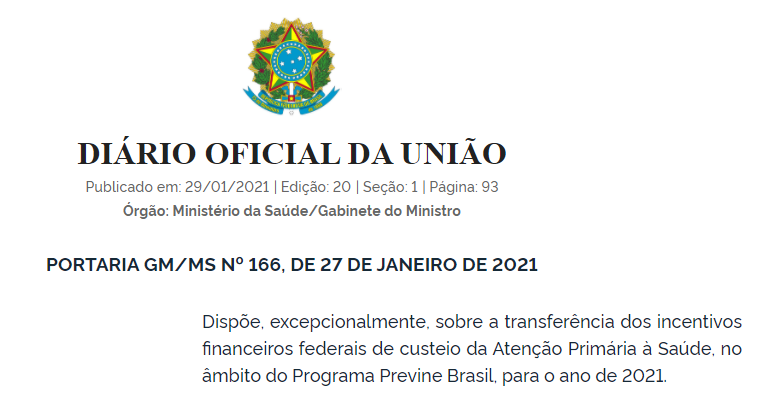 DIÁRIO OFICIAL DA UNIÃO
Publicado em: 29/01/2021 | Edição: 20 | Seção: 1 | Página: 93
Órgão: Ministério da Saúde/Gabinete do Ministro
PORTARIA GM/MS Nº 166, DE 27 DE JANEIRO DE 2021
Dispõe, excepcionalmente, sobre a transferência dos incentivos
financeiros federais de custeio da Atenção Primária à Saúde, no
âmbito do Programa Previne Brasil, para o ano de 2021.